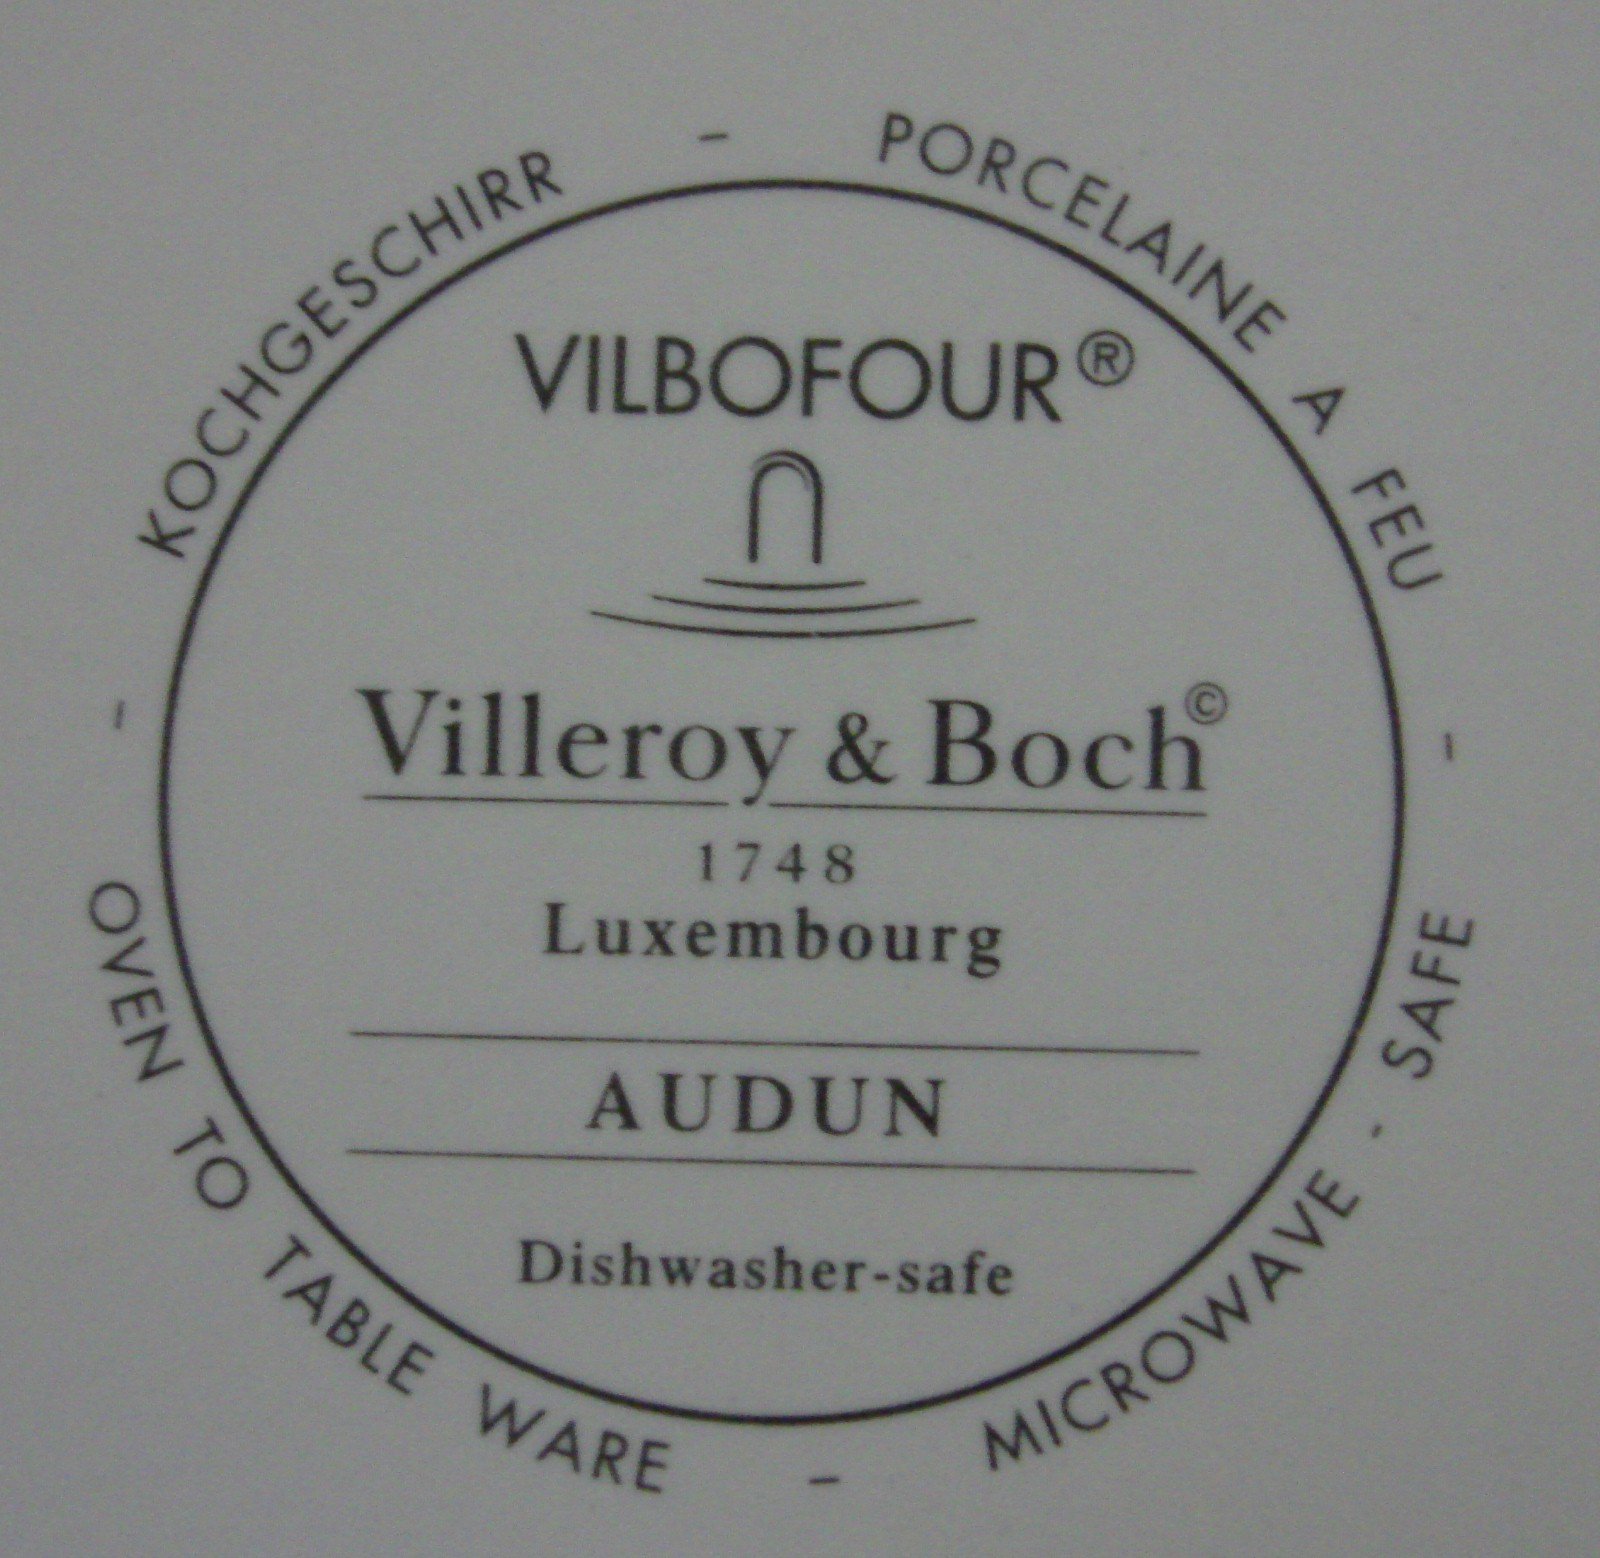 KOCHGESCHIRR - PORCELAINE A FEU - MICROWAVE - SAFE - OVEN TO TABLE WARE -
VILBOFOUR®
Villeroy & Boch©
1748
Luxembourg
AUDUN
Dishwasher-safe